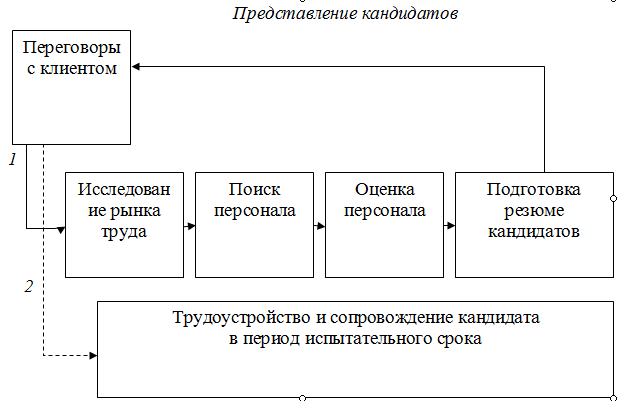 Представление кандидатов
Переговоры
с клиентом
1
Исследован
ие рынка
труда
Поиск
персонала
Оценка
персонала
Подготовка
резюме
кандидатов
2
Трудоустройство и сопровождение кандидата
в период испытательного срока